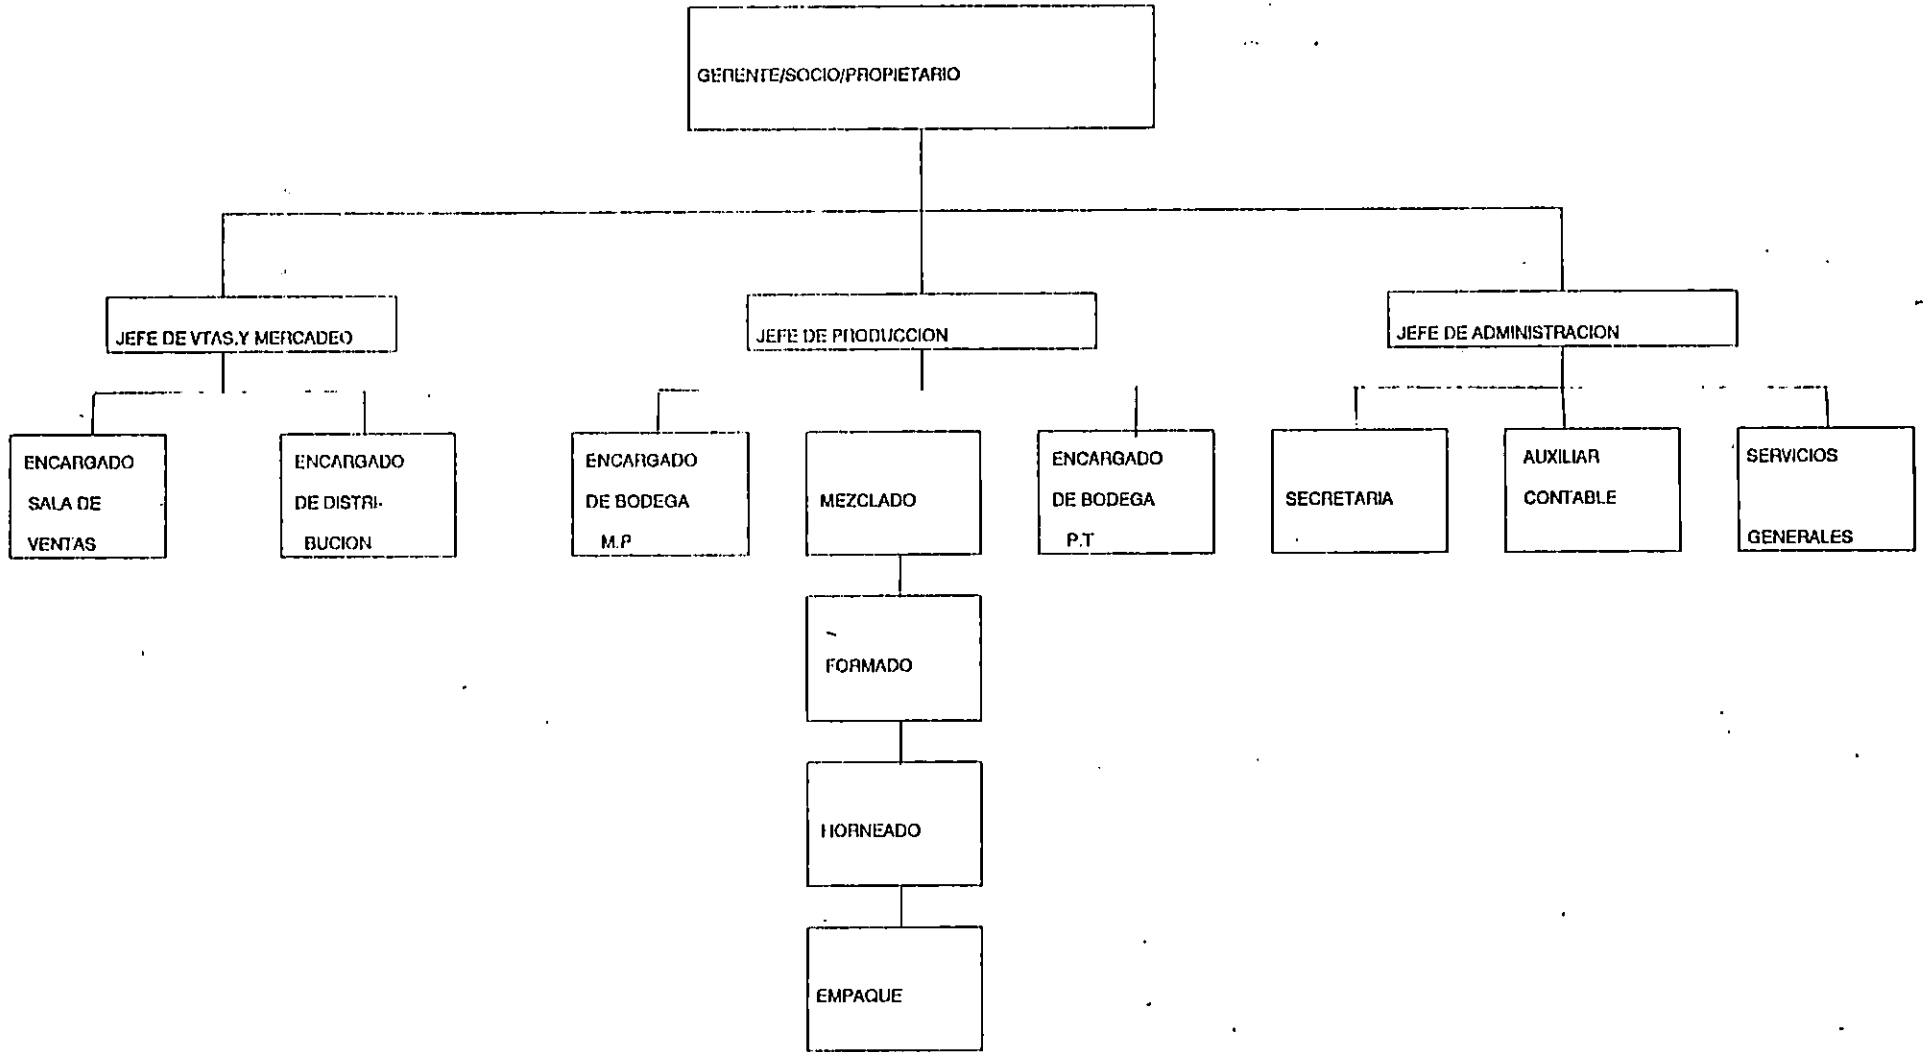 GERENTE/SOCIO/PROPIETARIO
JEFE DE VTAS.Y MERCADEO
JEFE DE PRODUCCION
JEFE DE ADMINISTRACION
ENCARGADO
SALA DE
VENTAS
ENCARGADO
DE DISTRI-
BUCION
ENCARGADO
DE BODEGA
M.P
MEZCLADO
ENCARGADO
DE BODEGA
P.T
SECRETARIA
AUXILIAR
CONTABLE
SERVICIOS
GENERALES
FORMADO
HORNEADO
EMPAQUE